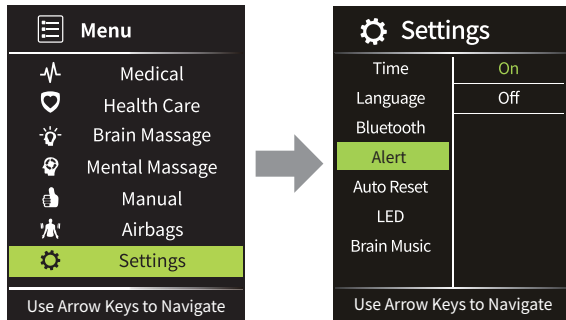 Menu
Medical
Health Care
Brain Massage
Mental Massage
Manual
Airbags
Settings
Use Arrow Keys to Navigate
Settings
Time
Language
Bluetooth
Alert
Auto Reset
LED
Brain Music
On
Off
Use Arrow Keys to Navigate